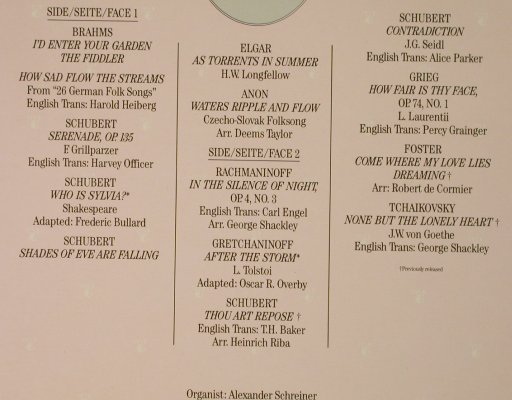 SIDE/SEITE/FACE 1
BRAHMS
I'D ENTER YOUR GARDEN
THE FIDDLER
HOW SAD FLOW THE STREAMS
From "26 German Folk Songs"
English Trans: Harold Heiberg
SCHUBERT
SERENADE, OP 135
F. Grillparzer
English Trans: Harvey Officer
SCHUBERT
WHO IS SYLVIA?*
Shakespeare
Adapted: Frederic Bullard
SCHUBERT
SHADES OF EVE ARE FALLING
ELGAR
AS TORRENTS IN SUMMER
H.W. Longfellow
ANON
WATERS RIPPLE AND FLOW
Czecho-Slovak Folksong
Arr. Deems Taylor
SIDE/SEITE/FACE 2
RACHMANINOFF
IN THE SILENCE OF NIGHT,
OP 4, NO. 3
English Trans: Carl Engel
Arr. George Shackley
GRETCHANINOFF
AFTER THE STORM*
L. Tolstoi
Adapted: Oscar R. Overby
SCHUBERT
THOU ART REPOSE †
English Trans: T.H. Baker
Arr. Heinrich Riba
SCHUBERT
CONTRADICTION
J.G. Seidl
English Trans: Alice Parker
GRIEG
HOW FAIR IS THY FACE,
OP 74, NO. 1
L. Laurentii
English Trans: Percy Grainger
FOSTER
COME WHERE MY LOVE LIES
DREAMING †
Arr: Robert de Cormier
TCHAIKOVSKY
NONE BUT THE LONELY HEART †
J.W. von Goethe
English Trans: George Shackley
†Previously released
Organist: Alexander Schreiner